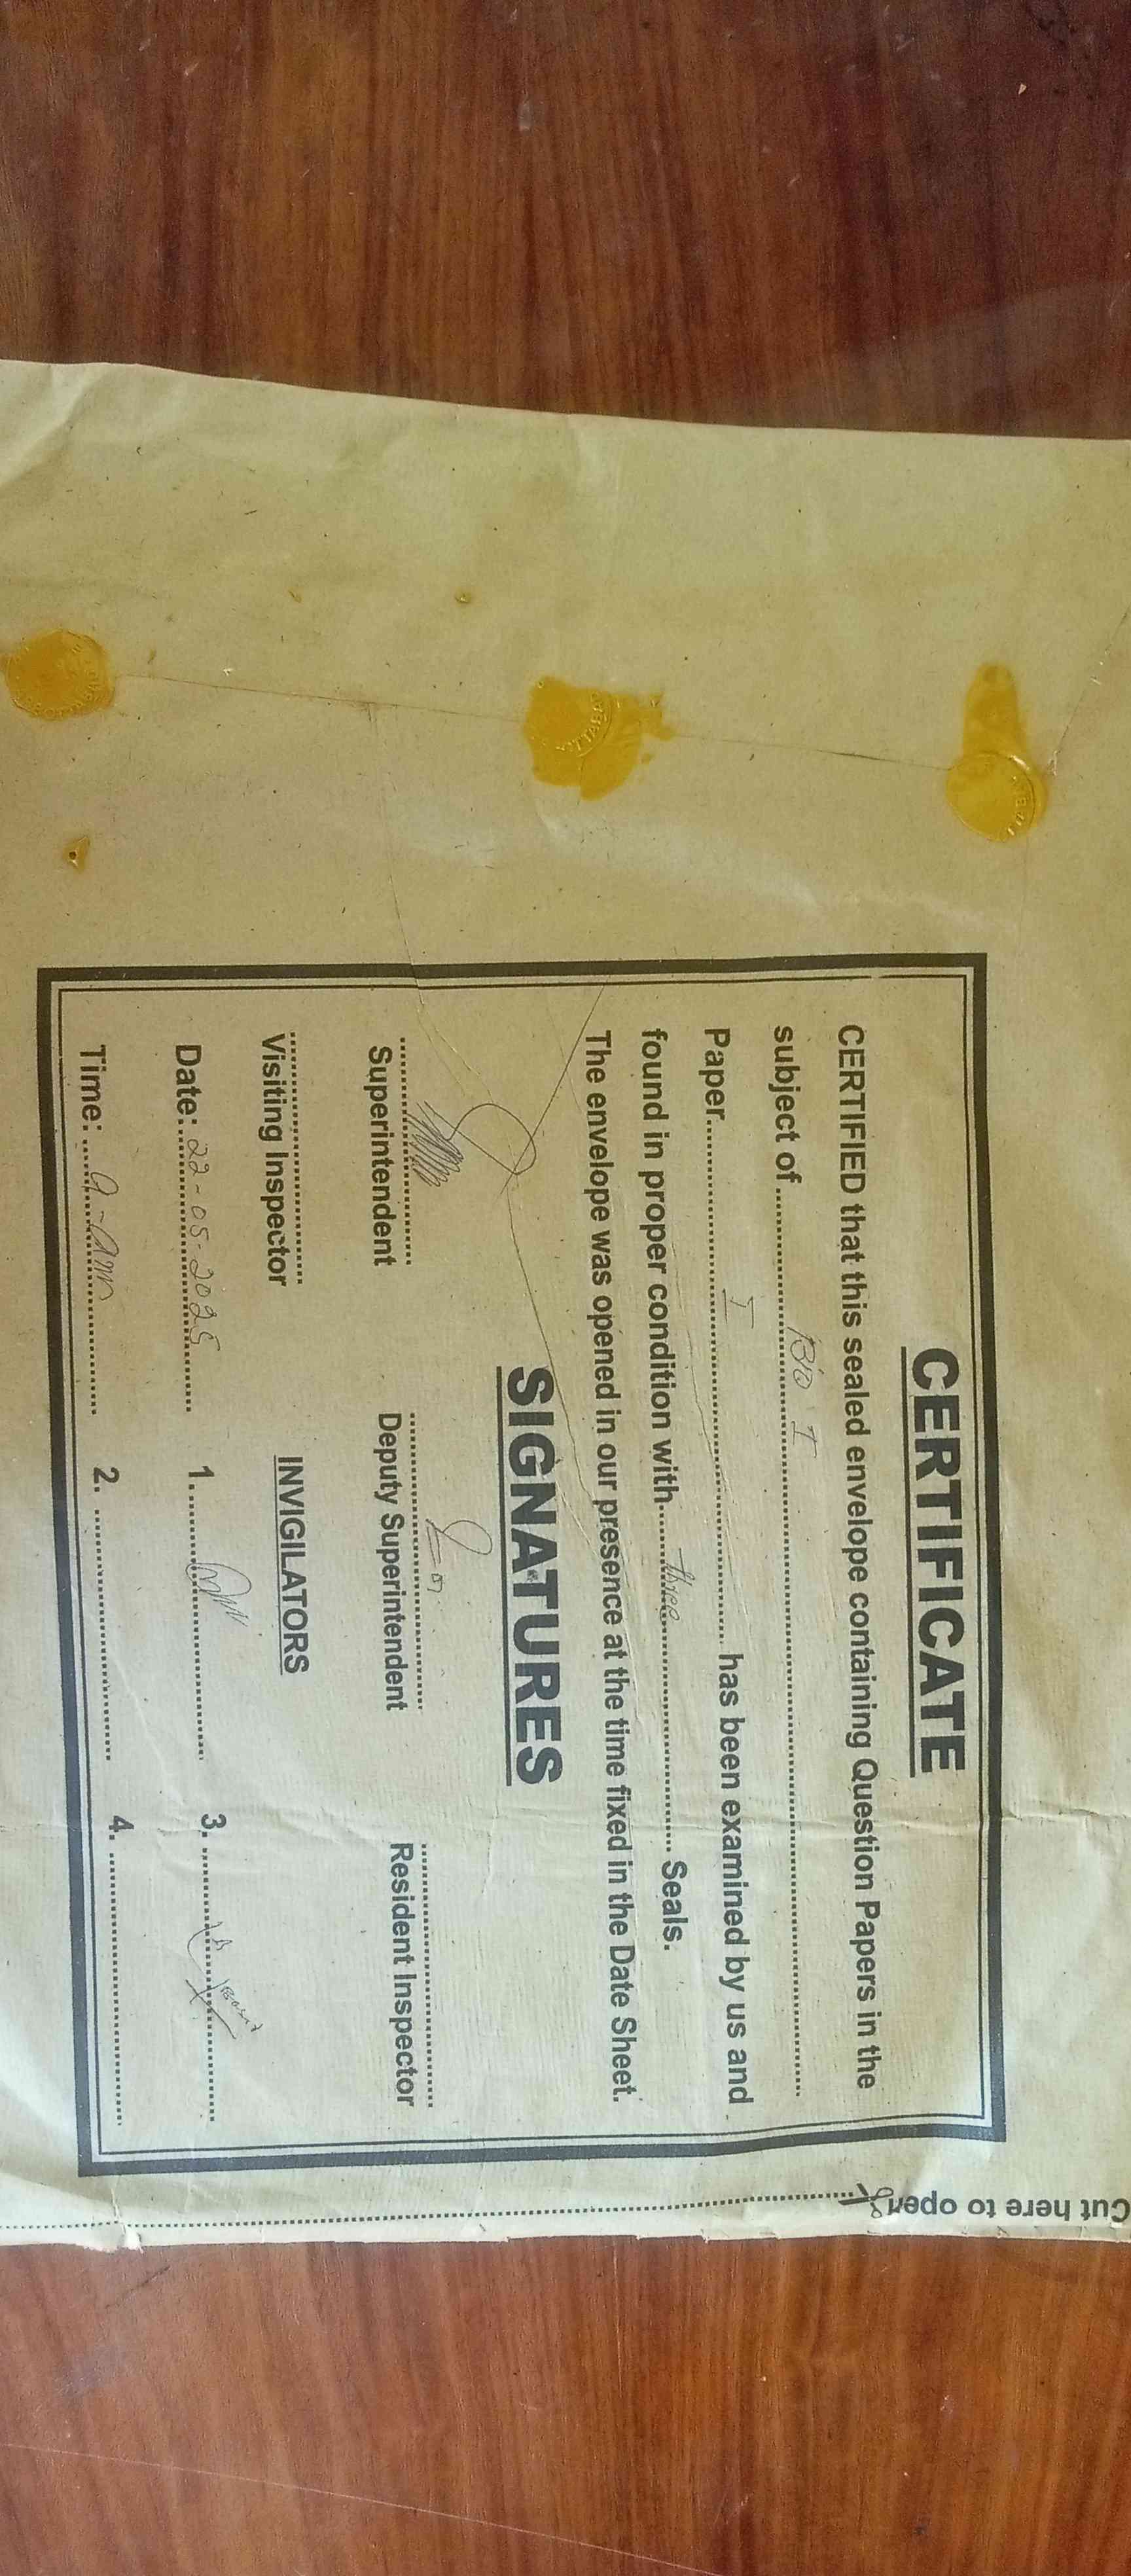 CERTIFICATE
CERTIFIED that this sealed envelope containing Question Papers in the
subject of.......... Bio I ..........
Paper.......... I .......... has been examined by us and
found in proper condition with.......... three .......... Seals.
The envelope was opened in our presence at the time fixed in the Date Sheet.
SIGNATURES
Superintendent Deputy Superintendent Resident Inspector
Visiting Inspector INVIGILATORS
Date: 22-05-2025 1. .......... 3. ..........
Time: 9-am 2. .......... 4. ..........
Cut here to open